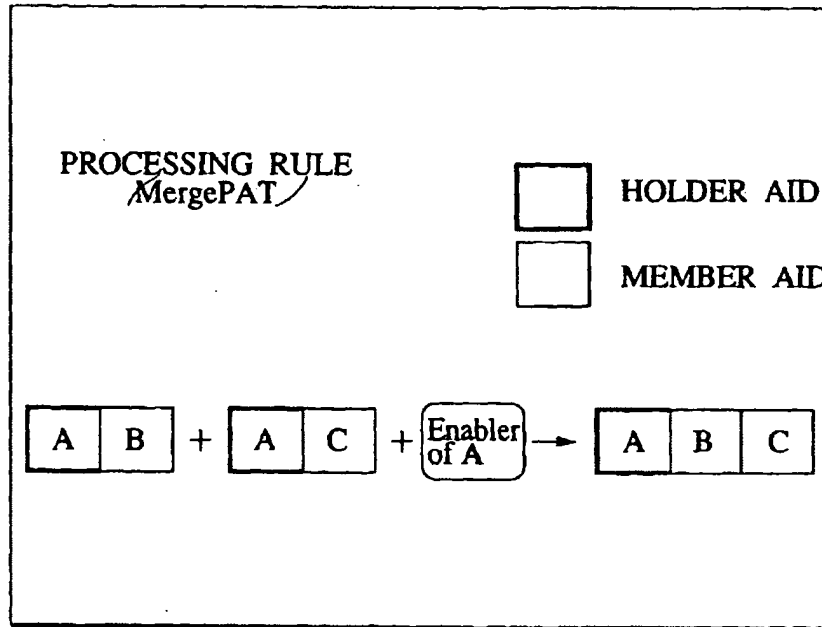 PROCESSING RULE
MergePAT
HOLDER AID
MEMBER AID
A B + A C + Enabler of A → A B C